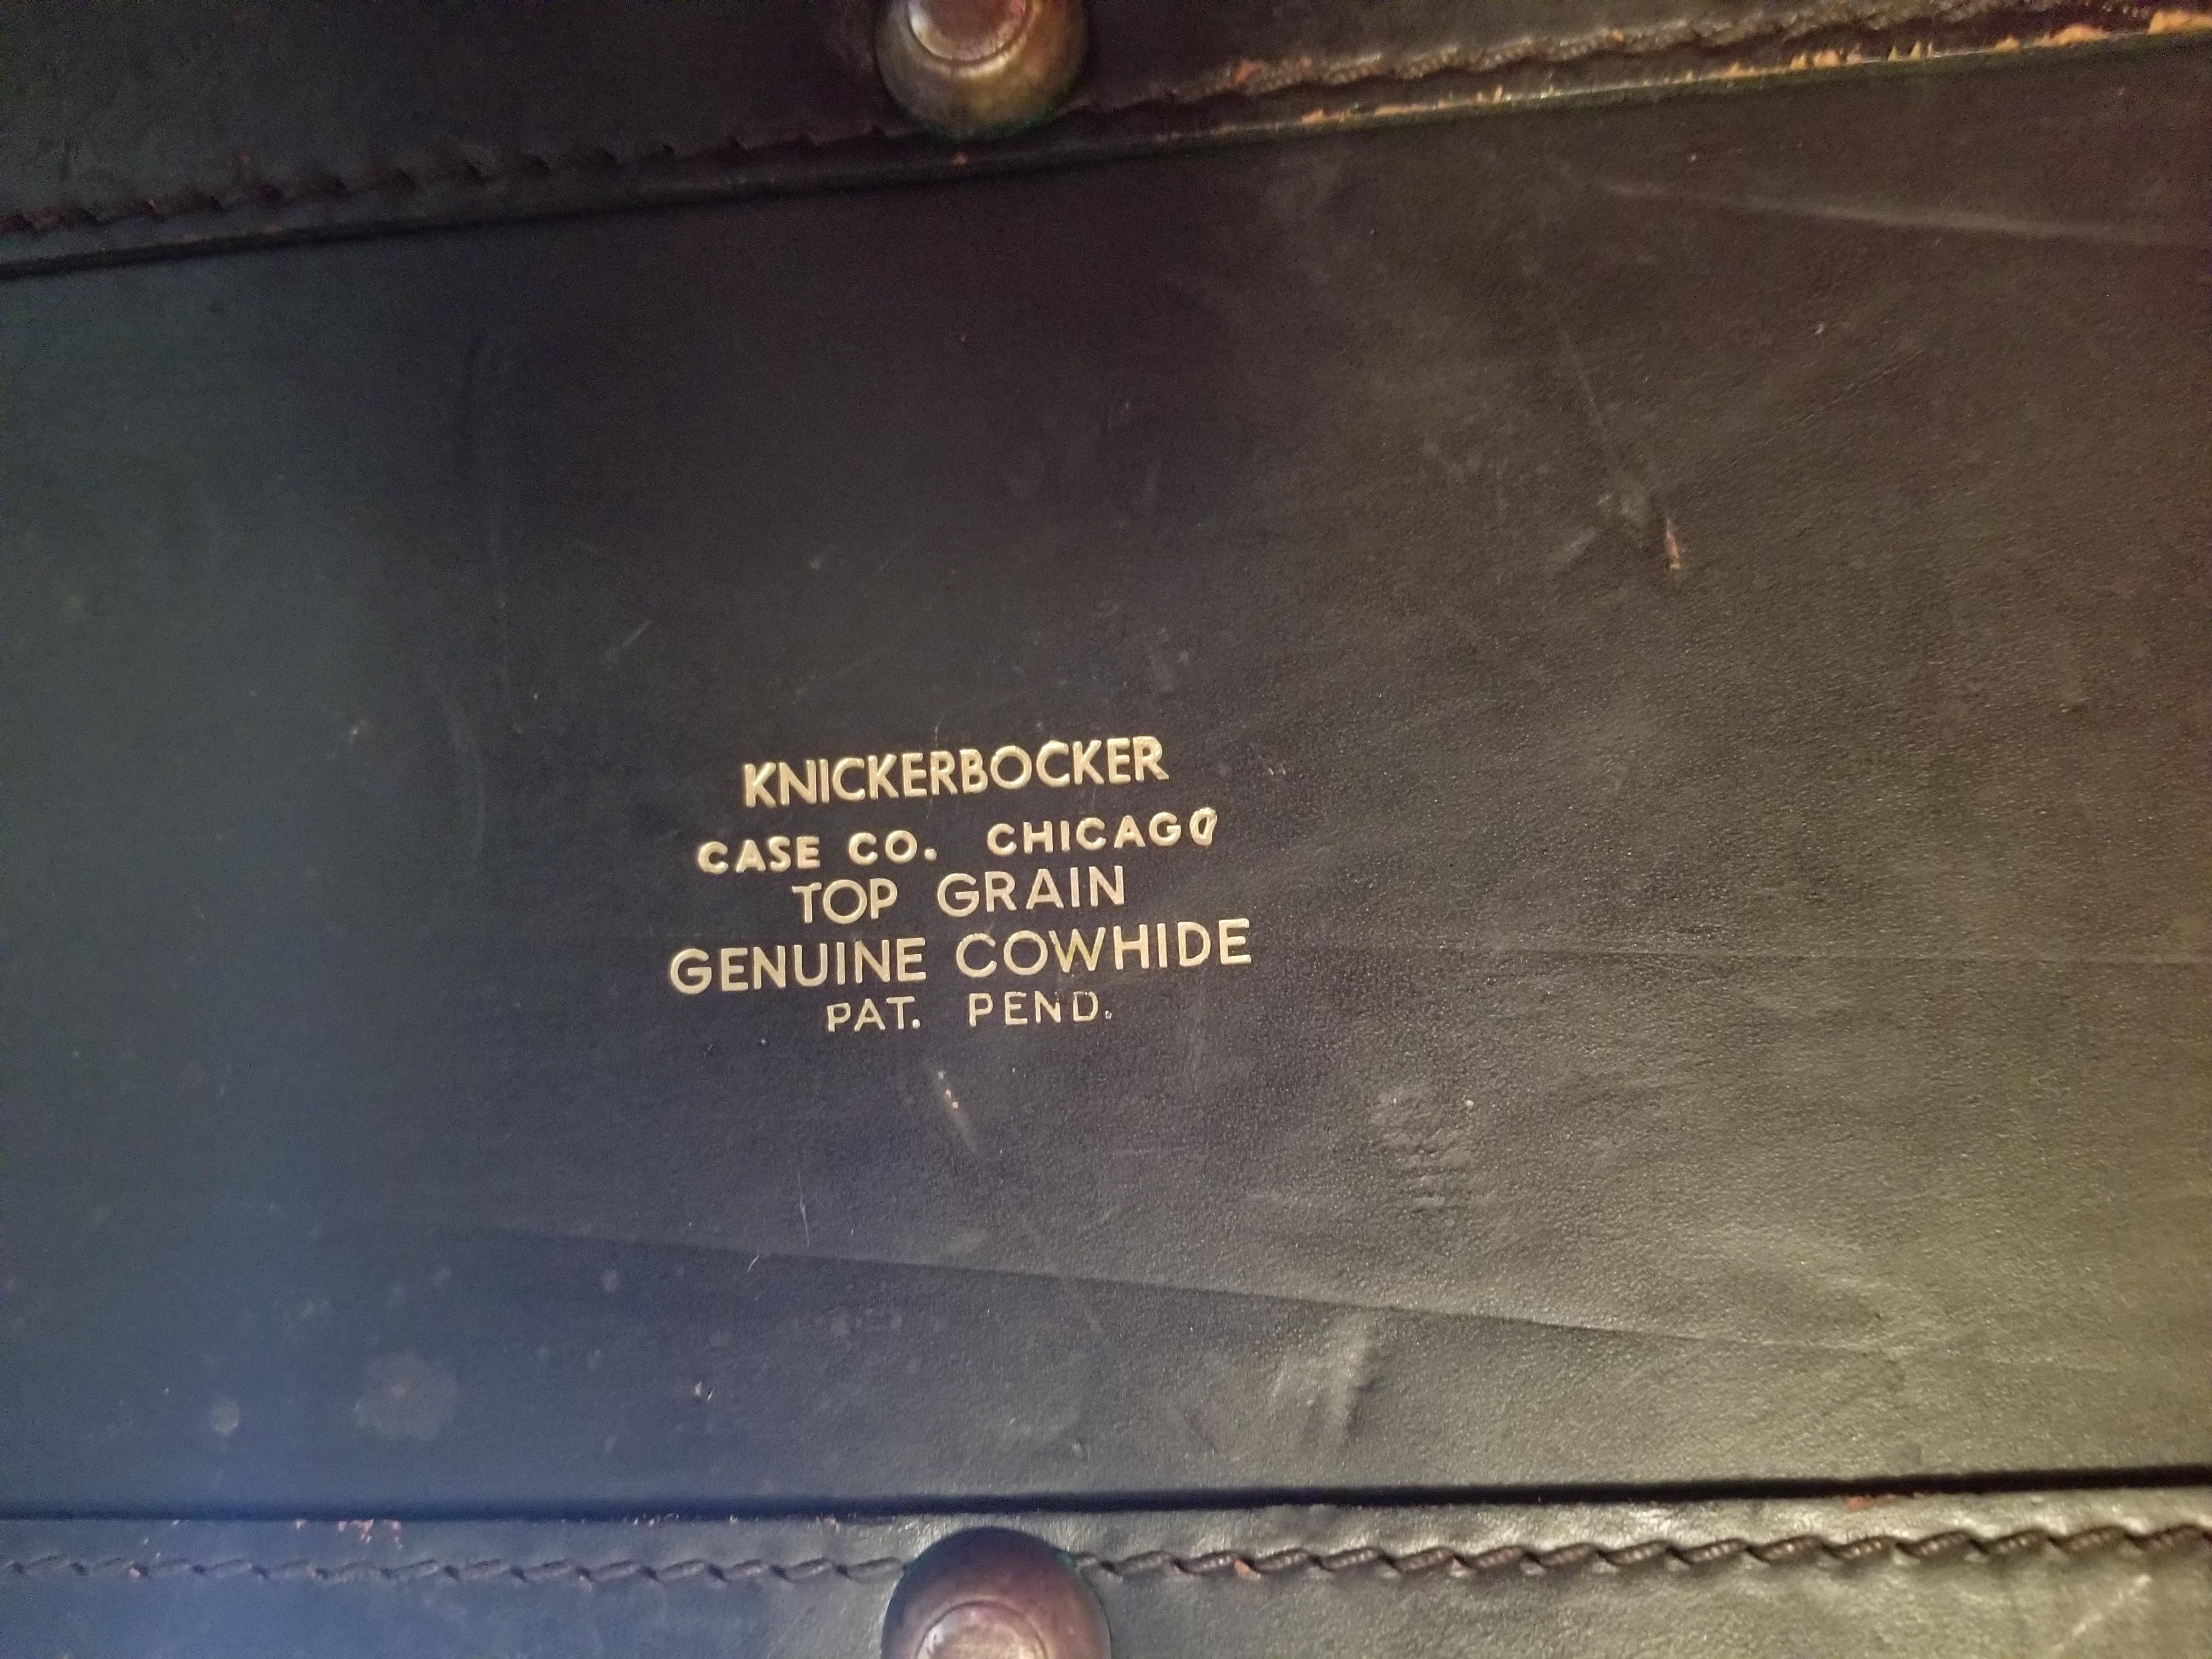 KNICKERBOCKER
CASE CO. CHICAGO
TOP GRAIN
GENUINE COWHIDE
PAT. PEND.